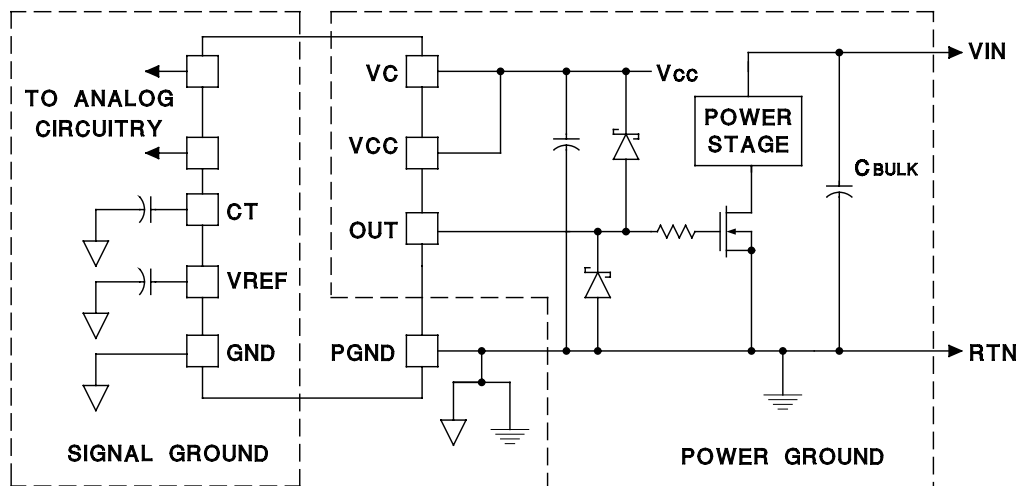 VC
VCC
VIN
TO ANALOG
CIRCUITRY
POWER
STAGE
VCC
CBULK
CT
OUT
VREF
GND
PGND
RTN
SIGNAL GROUND
POWER GROUND